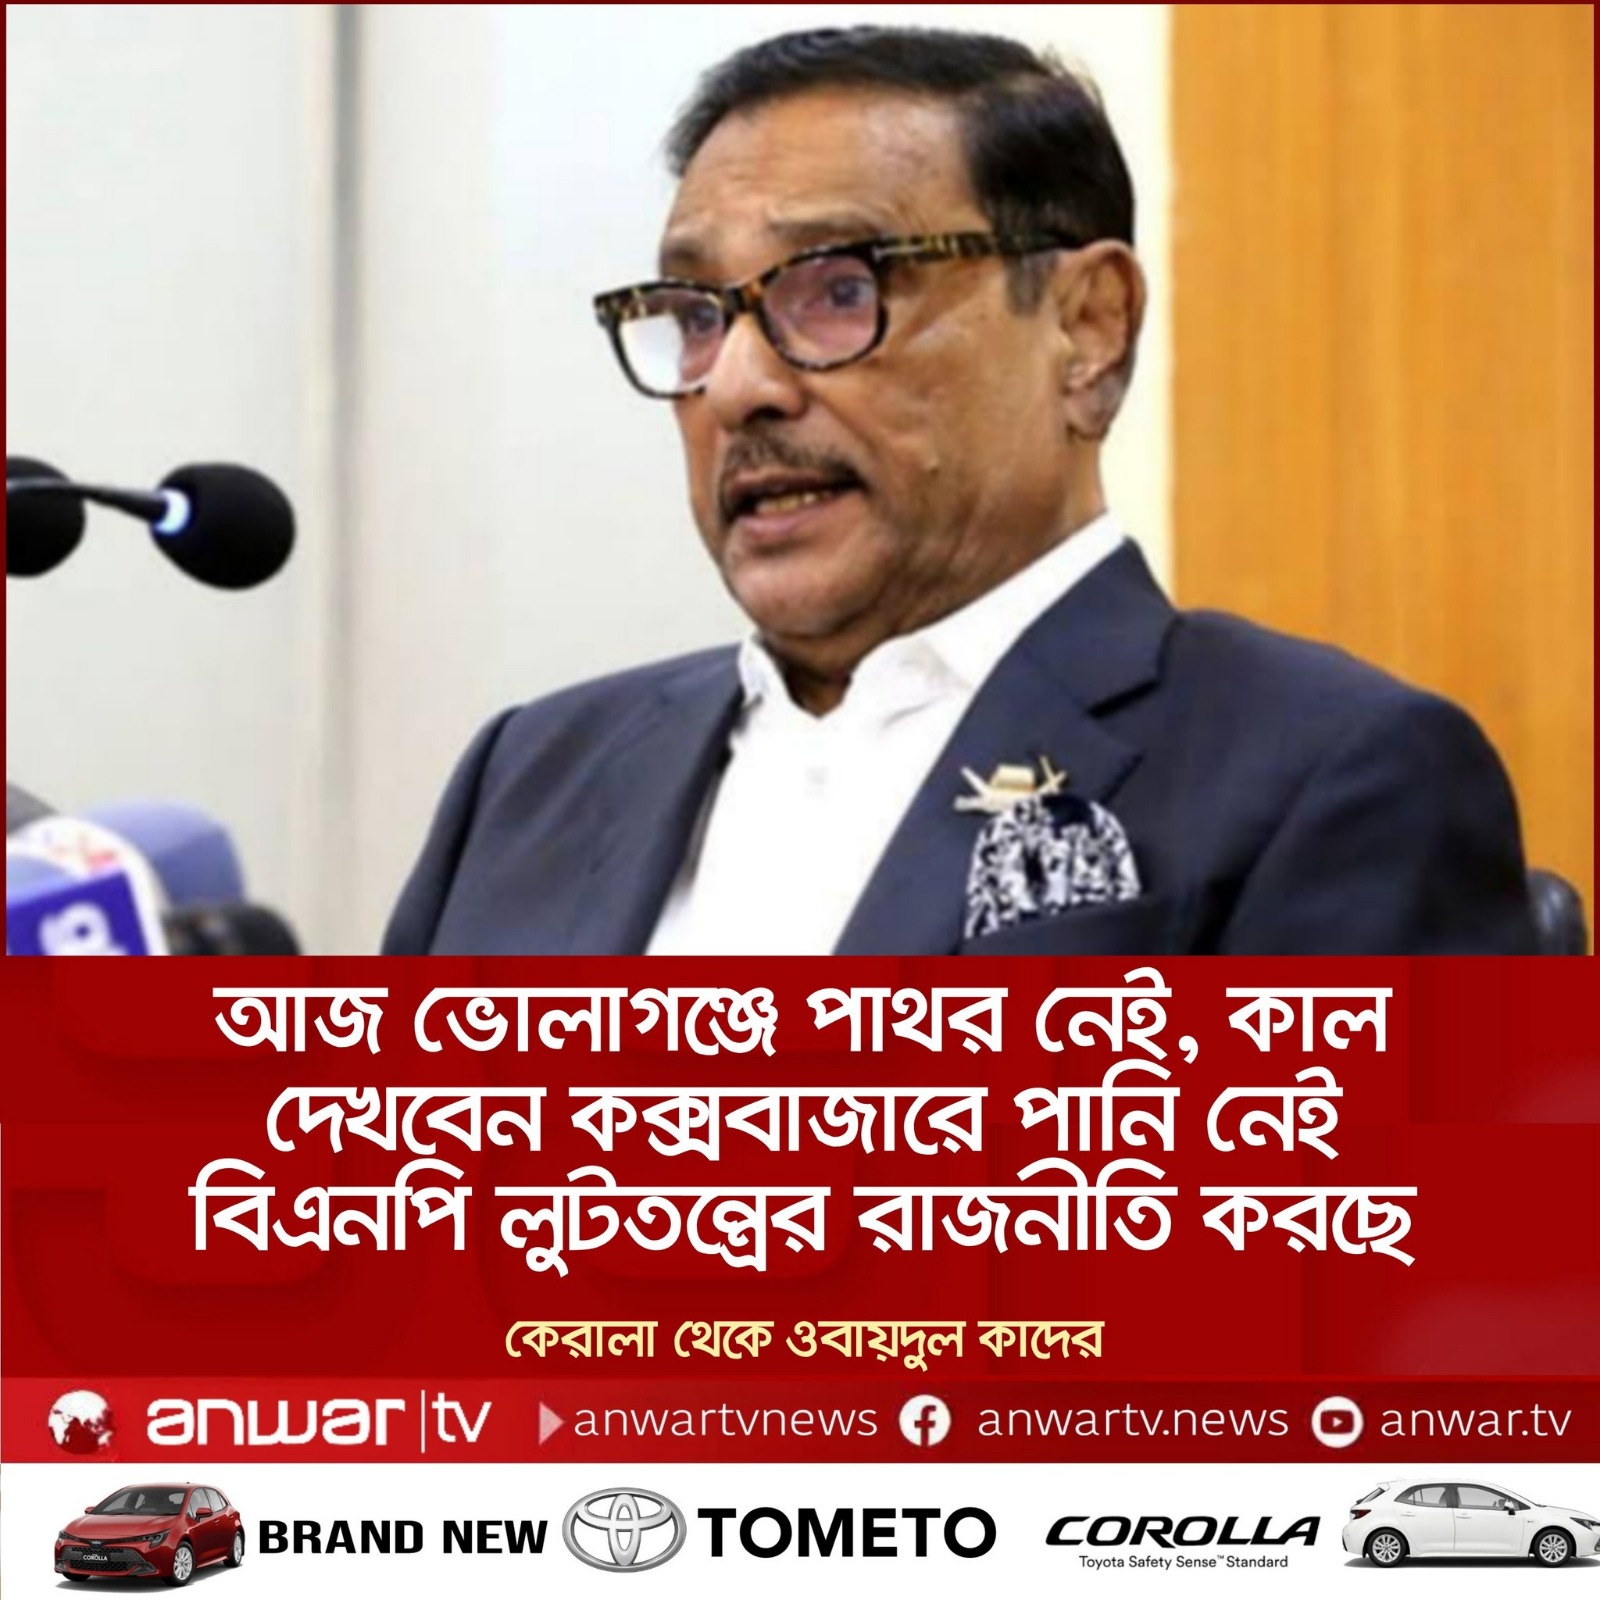 আজ ভোলাগঞ্জে পাথর নেই, কাল
দেখবেন কক্সবাজারে পানি নেই
বিএনপি লুটতন্ত্রের রাজনীতি করছে
কেরালা থেকে ওবায়দুল কাদের
anwar|tv anwartvnews anwartv.news anwar.tv
BRAND NEW TOMETO COROLLA
Toyota Safety Sense™ Standard
COROLLA